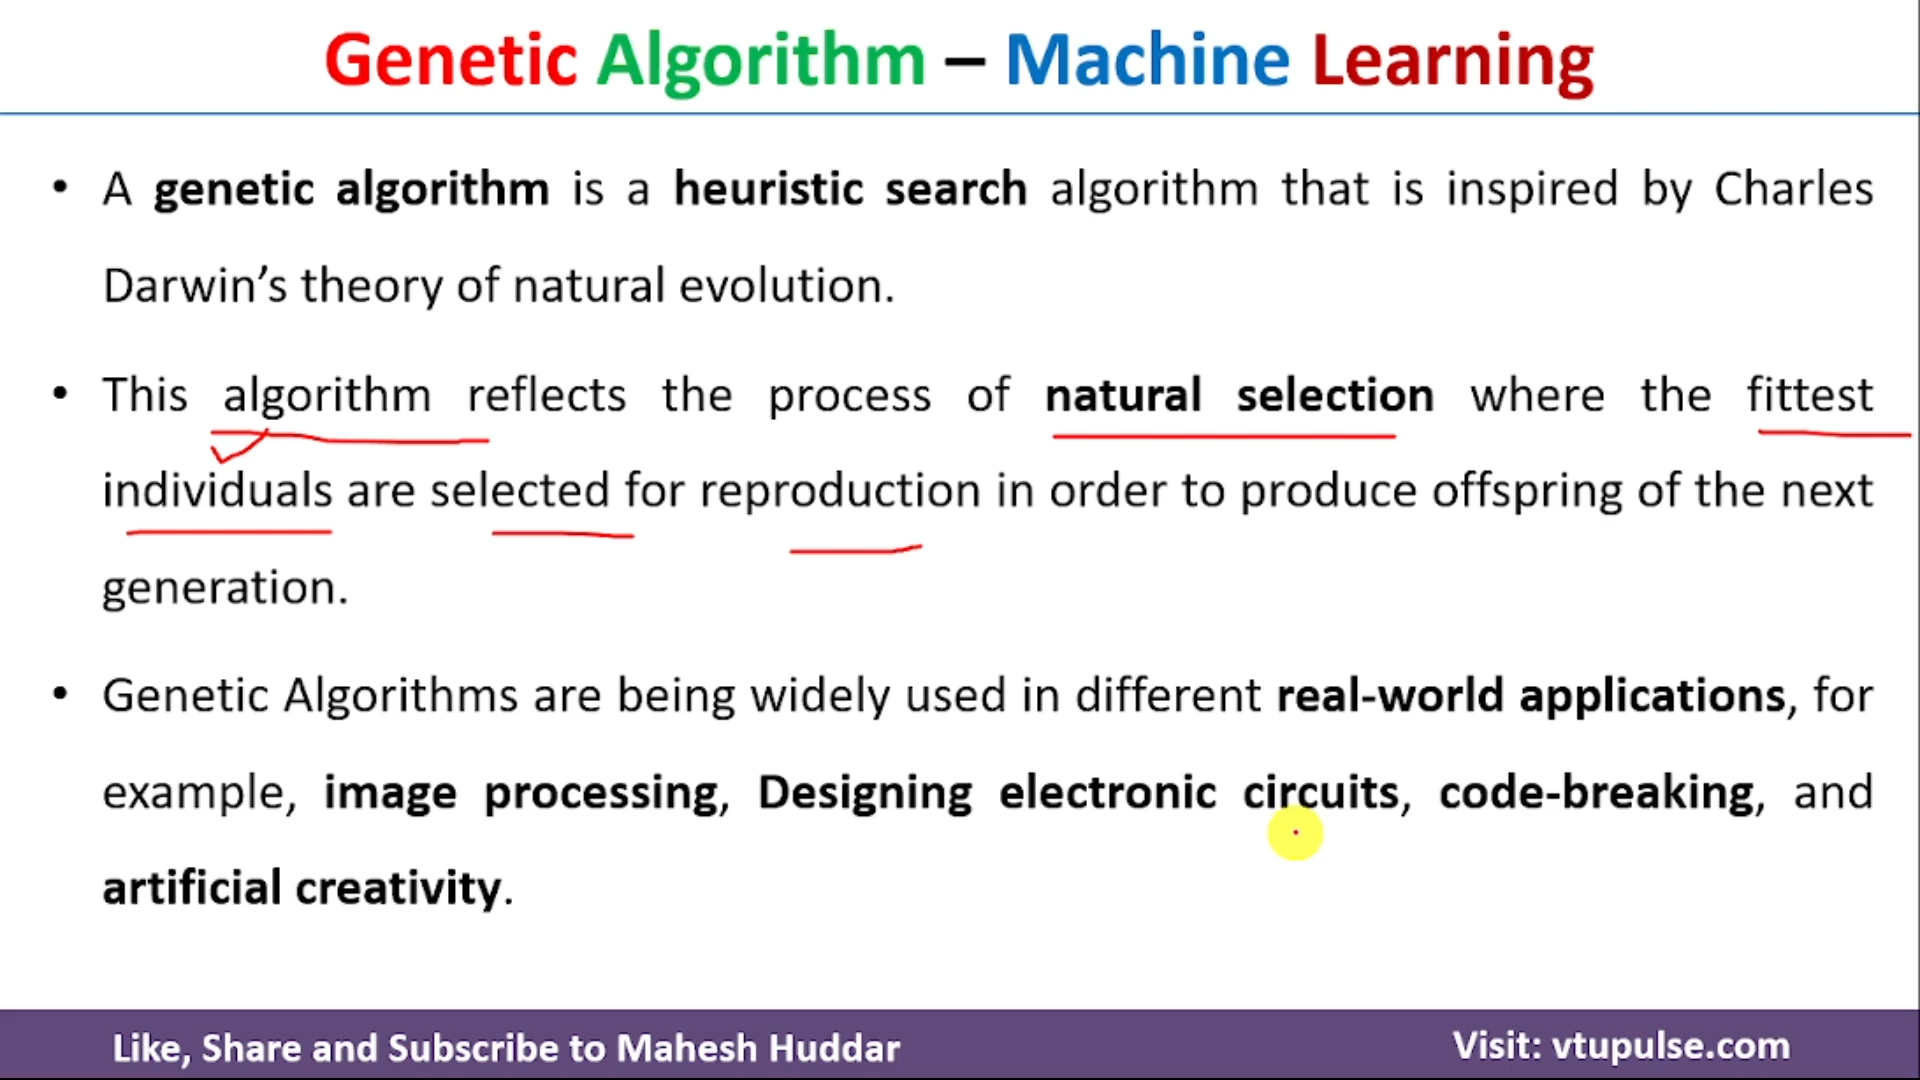 Genetic Algorithm – Machine Learning
• A genetic algorithm is a heuristic search algorithm that is inspired by Charles
Darwin’s theory of natural evolution.
• This algorithm reflects the process of natural selection where the fittest
individuals are selected for reproduction in order to produce offspring of the next
generation.
• Genetic Algorithms are being widely used in different real-world applications, for
example, image processing, Designing electronic circuits, code-breaking, and
artificial creativity.
Like, Share and Subscribe to Mahesh Huddar
Visit: vtupulse.com